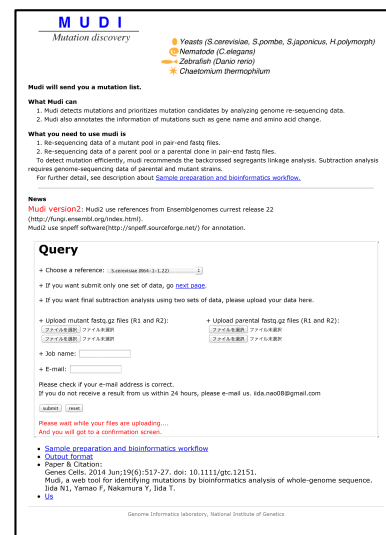 M U D I
Mutation discovery
Yeasts (S.cerevisiae, S.pombe, S.japonicus, H.polymorph)
Nematode (C.elegans)
Zebrafish (Danio rerio)
Chaetomium thermophilum
Mudi will send you a mutation list.
What Mudi can
1. Mudi detects mutations and prioritizes mutation candidates by analyzing genome re-sequencing data.
2. Mudi also annotates the information of mutations such as gene name and amino acid change.
What you need to use mudi is
1. Re-sequencing data of a mutant pool in pair-end fastq files.
2. Re-sequencing data of a parent pool or a parental clone in pair-end fastq files.
To detect mutation efficiently, mudi recommends the backcrossed segregants linkage analysis. Subtraction analysis
requires genome-sequencing data of parental and mutant strains.
For further detail, see description about Sample preparation and bioinformatics workflow.
News
Mudi version2: Mudi2 use references from Ensemblgenomes currest release 22
(http://fungi.ensembl.org/index.html).
Mudi2 use snpeff software(http://snpeff.sourceforge.net/) for annotation.
Query
+ Choose a reference: S.cerevisiae (R64-1-1.22)
+ If you want submit only one set of data, go next page.
+ If you want final subtraction analysis using two sets of data, please upload your data here.
+ Upload mutant fastq.gz files (R1 and R2): + Upload parental fastq.gz files (R1 and R2):
ファイルを選択 ファイル未選択 ファイルを選択 ファイル未選択
ファイルを選択 ファイル未選択 ファイルを選択 ファイル未選択
+ Job name:
+ E-mail:
Please check if your e-mail address is correct.
If you do not receive a result from us within 24 hours, please e-mail us. iida.nao08@gmail.com
submit reset
Please wait while your files are uploading....
And you will got to a confirmation screen.
• Sample preparation and bioinformatics workflow
• Output format
• Paper & Citation:
Genes Cells. 2014 Jun;19(6):517-27. doi: 10.1111/gtc.12151.
Mudi, a web tool for identifying mutations by bioinformatics analysis of whole-genome sequence.
Iida N1, Yamao F, Nakamura Y, Iida T.
• Us
Genome Informatics laboratory, National Institute of Genetics